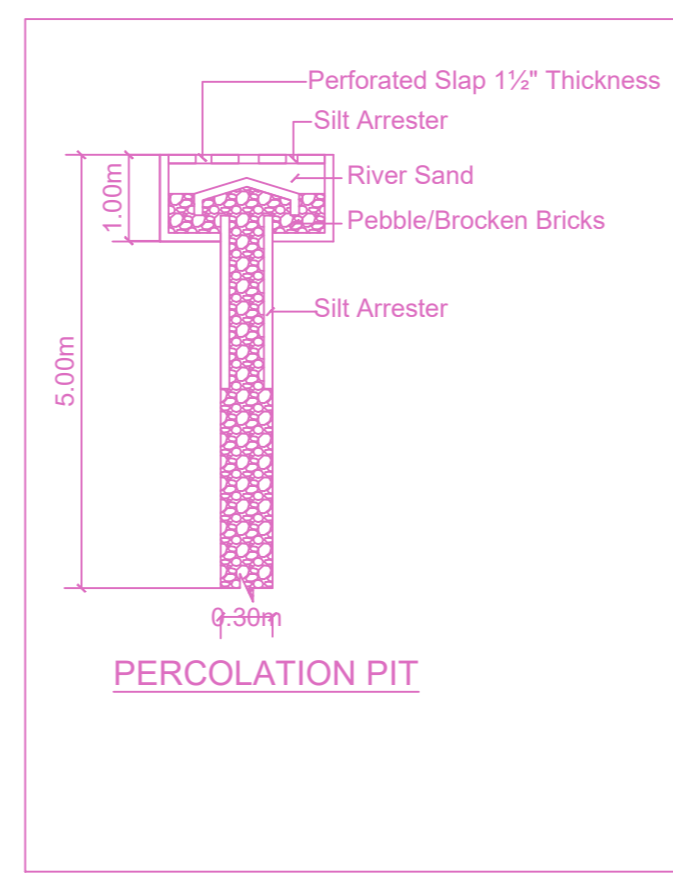 Perforated Slap 1½" Thickness
Silt Arrester
River Sand
1.00m
Pebble/Brocken Bricks
Silt Arrester
5.00m
0.30m
PERCOLATION PIT